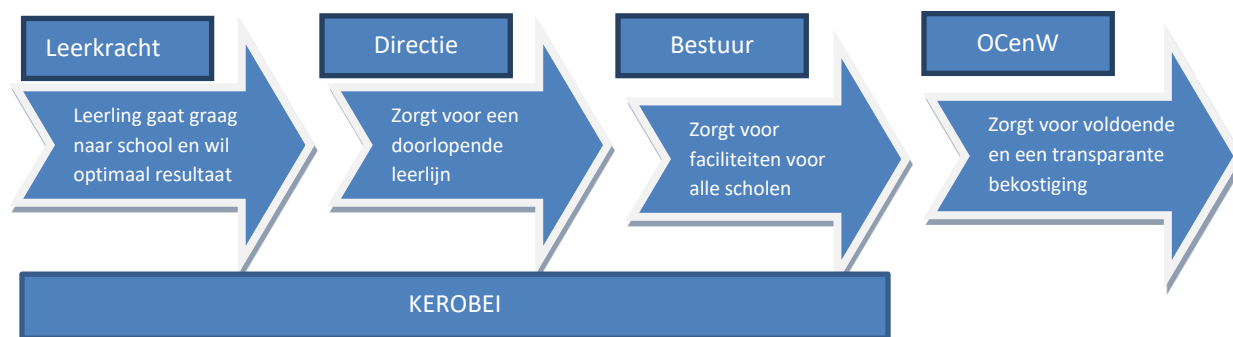 Leerkracht
Leerling gaat graag
naar school en wil
optimaal resultaat
Directie
Zorgt voor een
doorlopende
leerlijn
Bestuur
Zorgt voor
faciliteiten voor
alle scholen
OCenW
Zorgt voor voldoende
en een transparante
bekostiging
KEROBEI